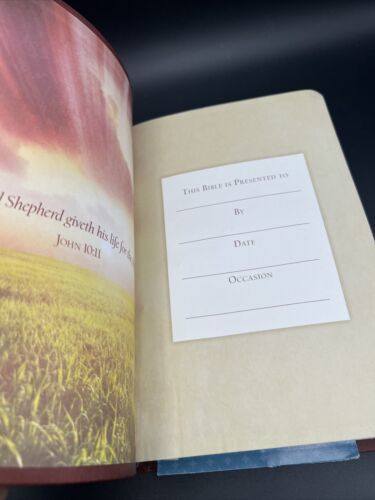 Shepherd giveth his life for the
JOHN 10:11
THIS BIBLE IS PRESENTED TO
BY
DATE
OCCASION